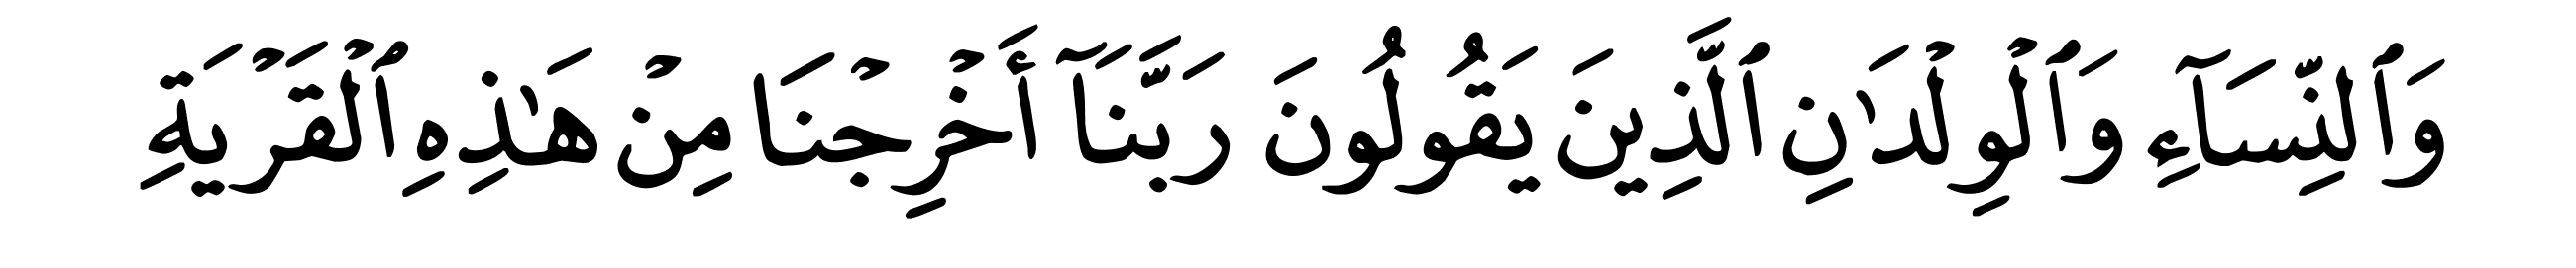 وَٱلنِّسَآءِ وَٱلْوِلْدَٰنِ ٱلَّذِينَ يَقُولُونَ رَبَّنَآ أَخْرِجْنَا مِنْ هَٰذِهِ ٱلْقَرْيَةِ